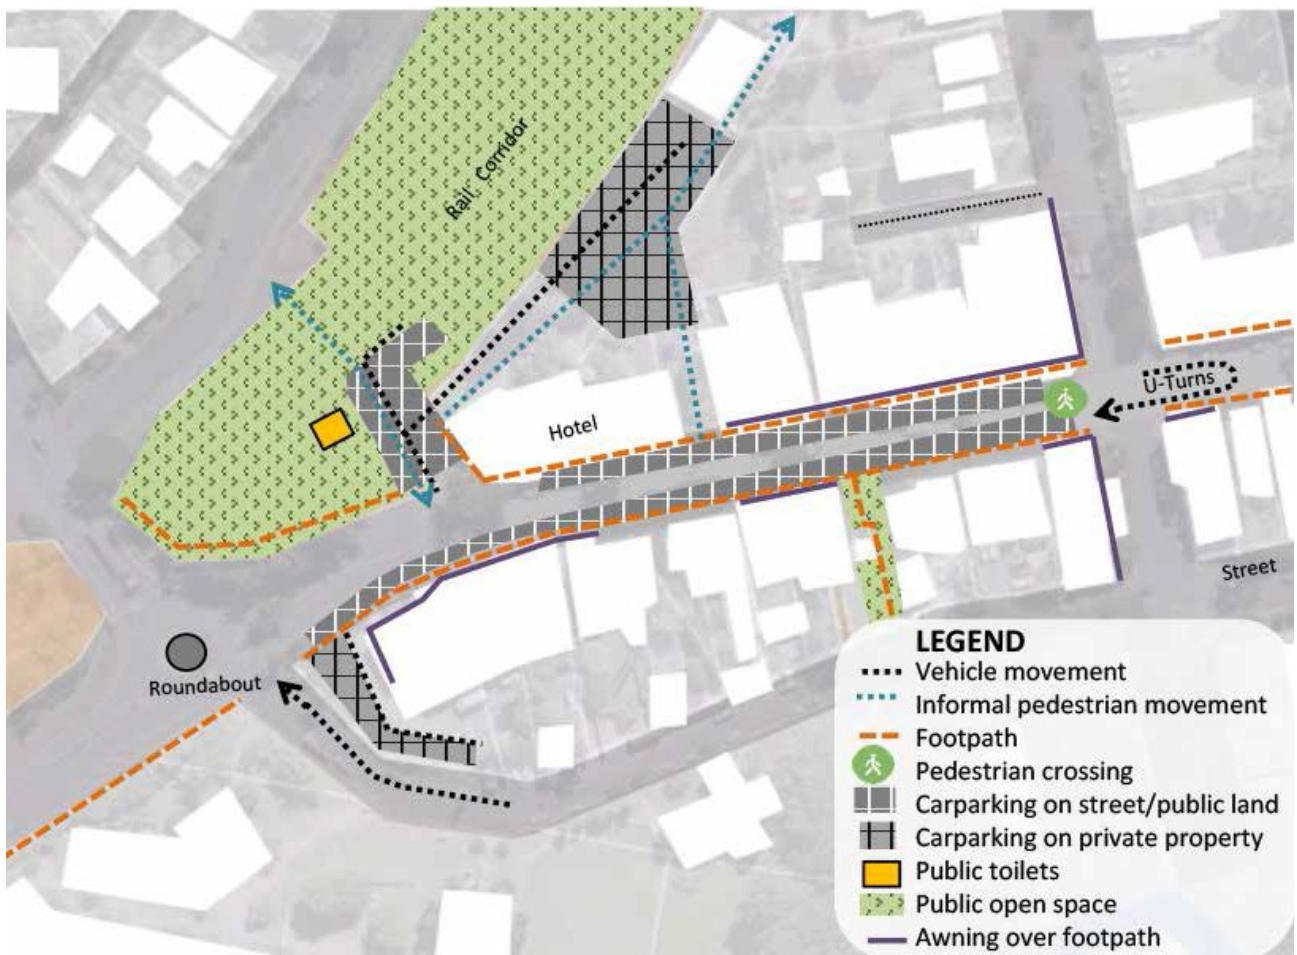 Rail Corridor
Hotel
U-Turns
Street
Roundabout
LEGEND
Vehicle movement
Informal pedestrian movement
Footpath
Pedestrian crossing
Carparking on street/public land
Carparking on private property
Public toilets
Public open space
Awning over footpath